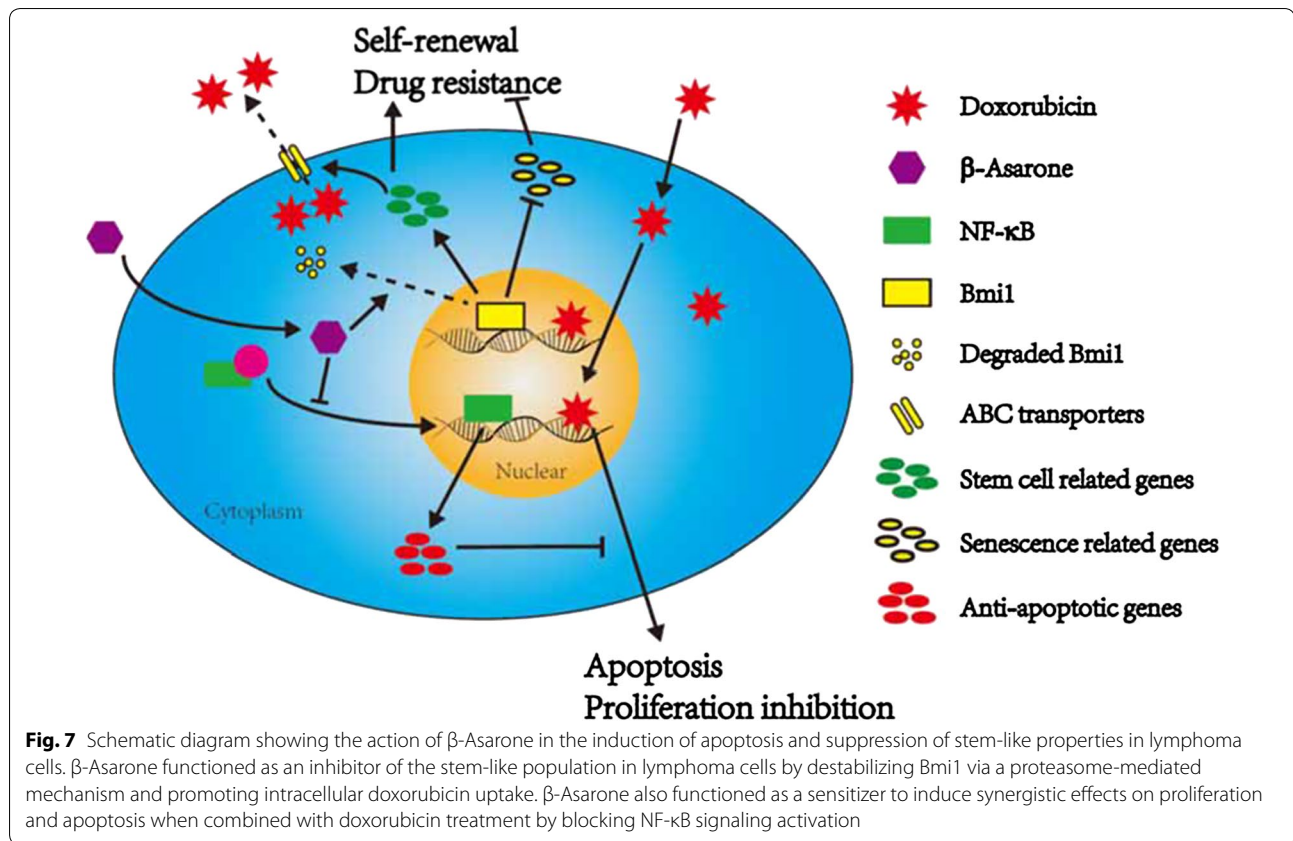 Self-renewal
Drug resistance
Doxorubicin
β-Asarone
NF-κB
Bmi1
Degraded Bmi1
ABC transporters
Stem cell related genes
Senescence related genes
Anti-apoptotic genes
Nuclear
Cytoplasm
Apoptosis
Proliferation inhibition
Fig. 7 Schematic diagram showing the action of β-Asarone in the induction of apoptosis and suppression of stem-like properties in lymphoma
cells. β-Asarone functioned as an inhibitor of the stem-like population in lymphoma cells by destabilizing Bmi1 via a proteasome-mediated
mechanism and promoting intracellular doxorubicin uptake. β-Asarone also functioned as a sensitizer to induce synergistic effects on proliferation
and apoptosis when combined with doxorubicin treatment by blocking NF-κB signaling activation